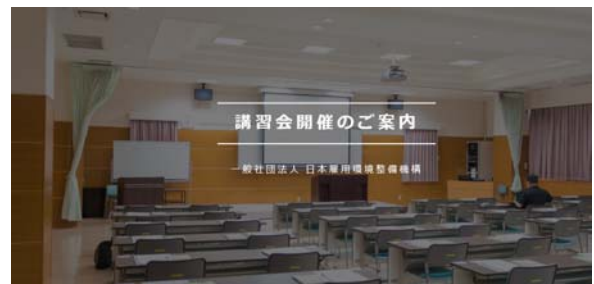 講習会開催のご案内
一般社団法人 日本雇用環境整備機構